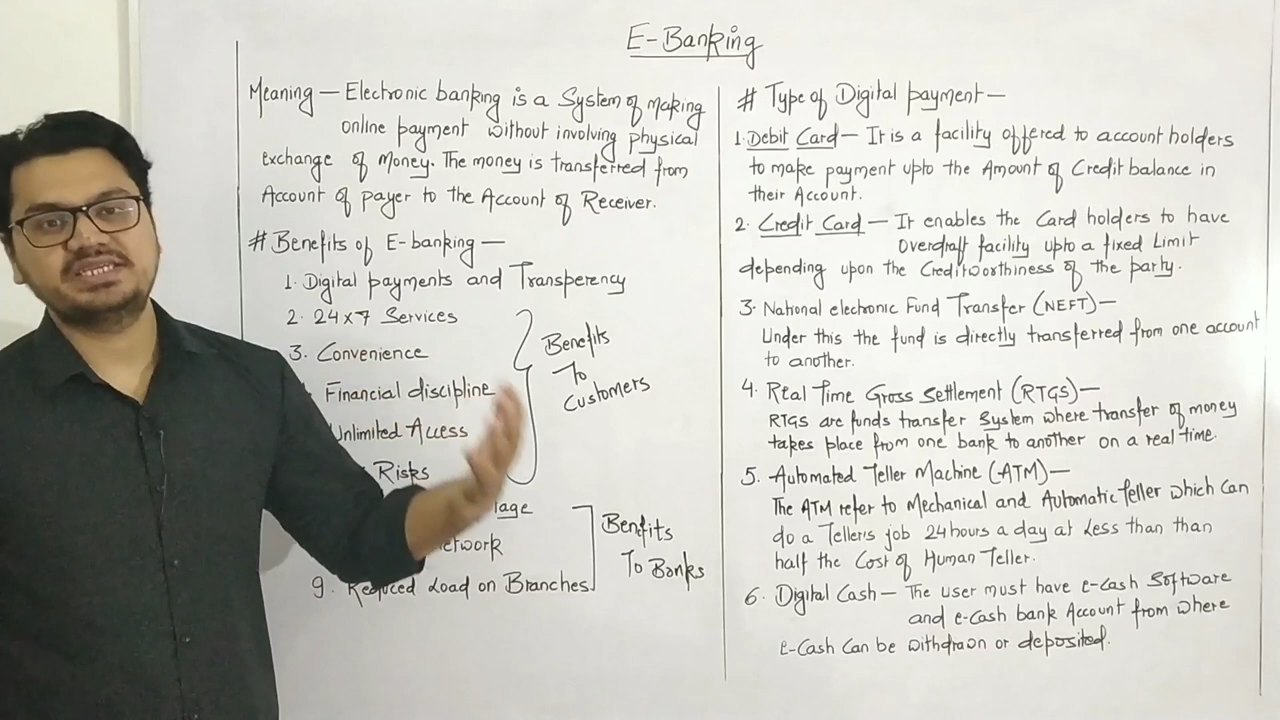 E-Banking
Meaning — Electronic banking is a System of Making
online payment without involving physical
exchange of Money. The money is transferred from
Account of payer to the Account of Receiver.
# Benefits of E-banking —
1. Digital payments and Transperency
2. 24x7 Services
3. Convenience
Financial discipline
Unlimited Access
Risks
Benefits
To
Customers
9. Reduced Load on Branches
Benefits
To Banks
# Type of Digital payment —
1. Debit Card — It is a facility offered to account holders
to make payment upto the Amount of Credit balance in
their Account.
2. Credit Card — It enables the Card holders to have
Overdraft facility upto a fixed Limit
depending upon the Creditworthiness of the party.
3. National electronic Fund Transfer (NEFT) —
Under this the fund is directly transferred from one account
to another.
4. Real Time Gross Settlement (RTGS) —
RTGS are funds transfer System where transfer of money
takes place from one bank to another on a real time.
5. Automated Teller Machine (ATM) —
The ATM refer to Mechanical and Automatic teller which can
do a Teller's job 24 hours a day at Less than than
half the Cost of Human Teller.
6. Digital Cash — The user must have e-cash Software
and e-Cash bank Account from where
e-Cash Can be withdrawn or deposited.